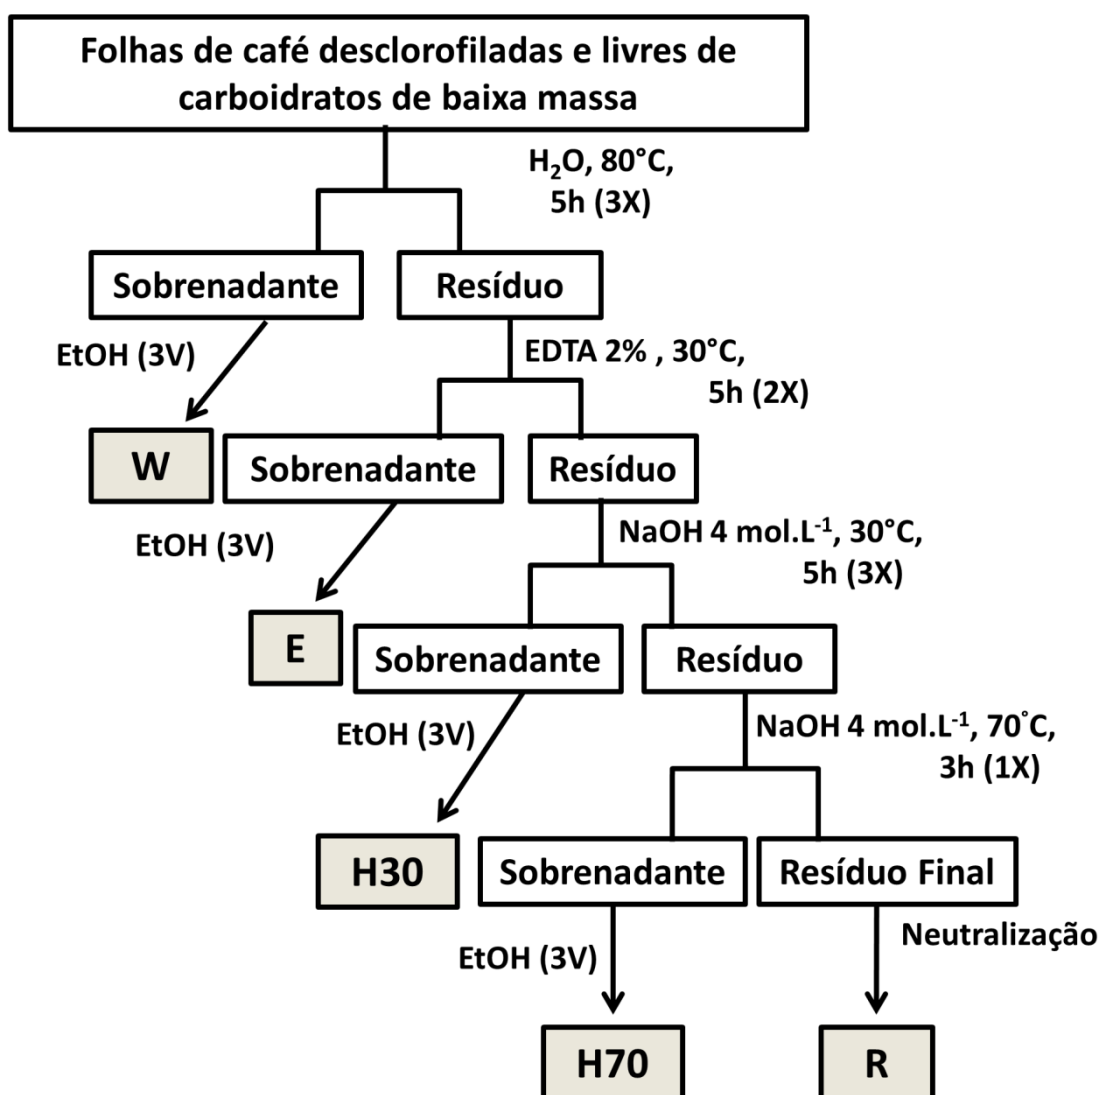 Folhas de café desclorofiladas e livres de
carboidratos de baixa massa
H₂O, 80°C,
5h (3X)
Sobrenadante
Resíduo
EtOH (3V)
EDTA 2% , 30°C,
5h (2X)
W
Sobrenadante
Resíduo
EtOH (3V)
NaOH 4 mol.L⁻¹, 30°C,
5h (3X)
E
Sobrenadante
Resíduo
EtOH (3V)
NaOH 4 mol.L⁻¹, 70°C,
3h (1X)
H30
Sobrenadante
Resíduo Final
EtOH (3V)
Neutralização
H70
R